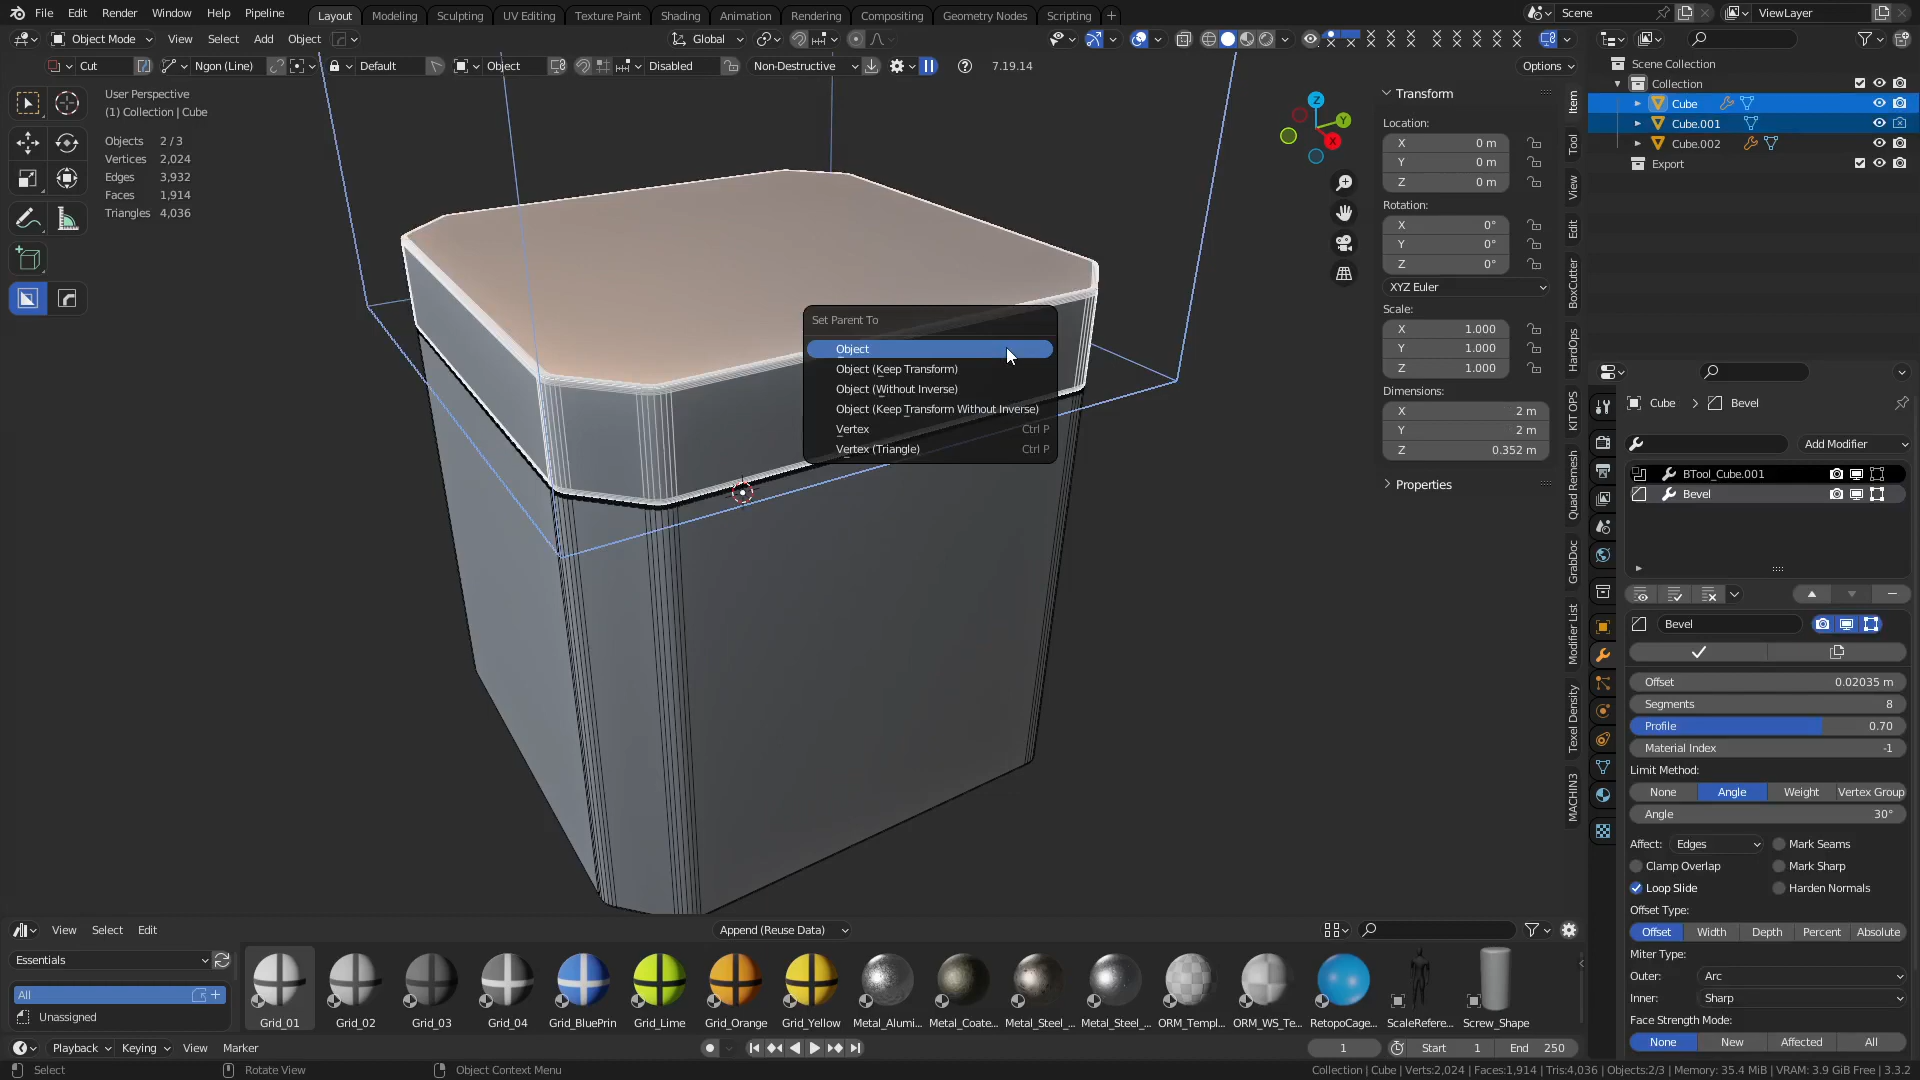 File Edit Render Window Help Pipeline Layout Modeling Sculpting UV Editing Texture Paint Shading Animation Rendering Compositing Geometry Nodes Scripting + Scene ViewLayer
Object Mode View Select Add Object Global
Cut Ngon (Line) Default Object Disabled Non-Destructive 7.19.14 Options
User Perspective
(1) Collection | Cube
Objects 2 / 3
Vertices 2,024
Edges 3,932
Faces 1,914
Triangles 4,036
Z
Y
X
Set Parent To
Object
Object (Keep Transform)
Object (Without Inverse)
Object (Keep Transform Without Inverse)
Vertex Ctrl P
Vertex (Triangle) Ctrl P
Transform
Location:
X 0 m
Y 0 m
Z 0 m
Rotation:
X 0°
Y 0°
Z 0°
XYZ Euler
Scale:
X 1.000
Y 1.000
Z 1.000
Dimensions:
X 2 m
Y 2 m
Z 0.352 m
Properties
Item
Tool
View
Edit
BoxCutter
HardOps
KIT OPS
Quad Remesh
GrabDoc
Modifier List
Texel Density
MACHIN3
Scene Collection
Collection
Cube
Cube.001
Cube.002
Export
Cube > Bevel
Add Modifier
BTool_Cube.001
Bevel
Bevel
Offset 0.02035 m
Segments 8
Profile 0.70
Material Index -1
Limit Method:
None Angle Weight Vertex Group
Angle 30°
Affect: Edges Mark Seams
Clamp Overlap Mark Sharp
Loop Slide Harden Normals
Offset Type:
Offset Width Depth Percent Absolute
Miter Type:
Outer: Arc
Inner: Sharp
Face Strength Mode:
None New Affected All
View Select Edit Append (Reuse Data)
Essentials
All
Unassigned
Grid_01 Grid_02 Grid_03 Grid_04 Grid_BluePrin Grid_Lime Grid_Orange Grid_Yellow Metal_Alumi... Metal_Coate... Metal_Steel_... Metal_Steel_... ORM_Templ... ORM_WS_Te... RetopoCage... ScaleRefere... Screw_Shape
Playback Keying View Marker 1 Start 1 End 250
Select Rotate View Object Context Menu Collection | Cube | Verts:2,024 | Faces:1,914 | Tris:4,036 | Objects:2/3 | Memory: 35.4 MiB | VRAM: 3.9 GiB Free | 3.3.2